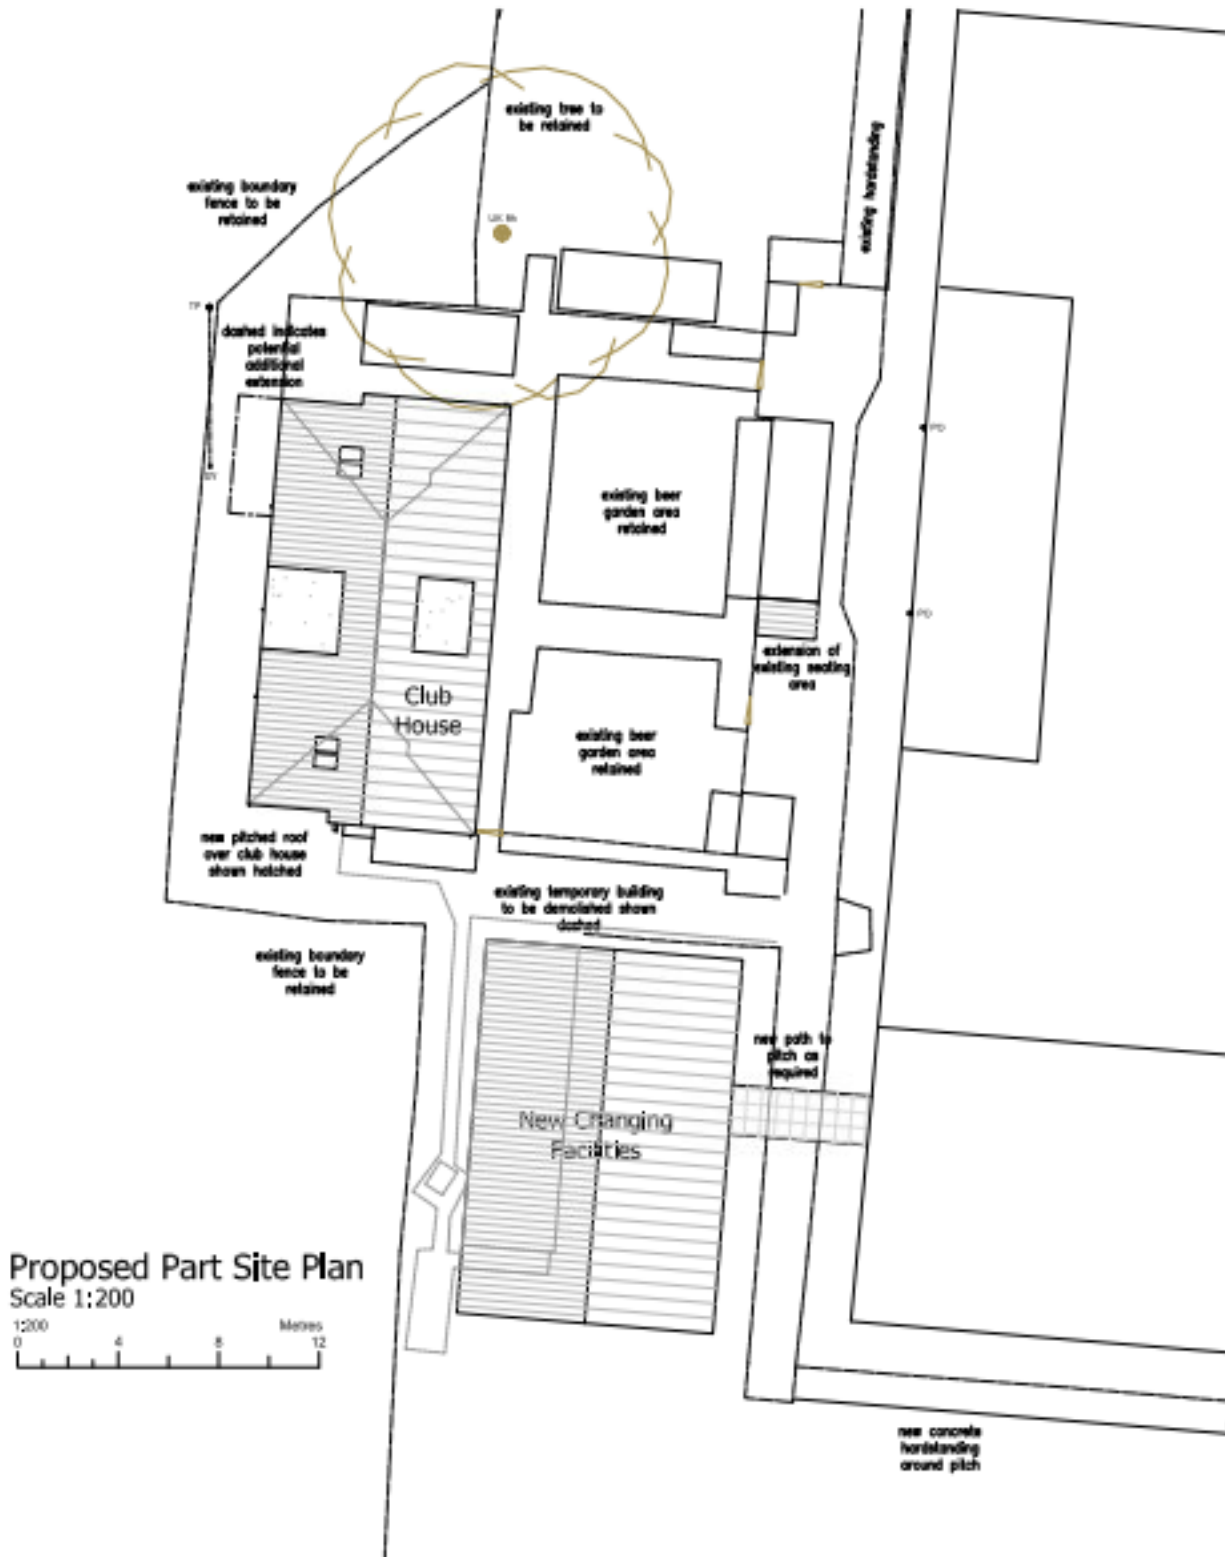 existing tree to
be retained
existing boundary
fence to be
retained
existing hardstanding
TP
dashed indicates
potential
additional
extension
existing beer
garden area
retained
PD
PD
extension of
existing seating
area
Club
House
existing beer
garden area
retained
new pitched roof
over club house
shown hatched
existing temporary building
to be demolished shown
dashed
existing boundary
fence to be
retained
new path to
pitch as
required
New Changing
Facilities
Proposed Part Site Plan
Scale 1:200
1:200 Metres
0 4 8 12
new concrete
hardstanding
around pitch